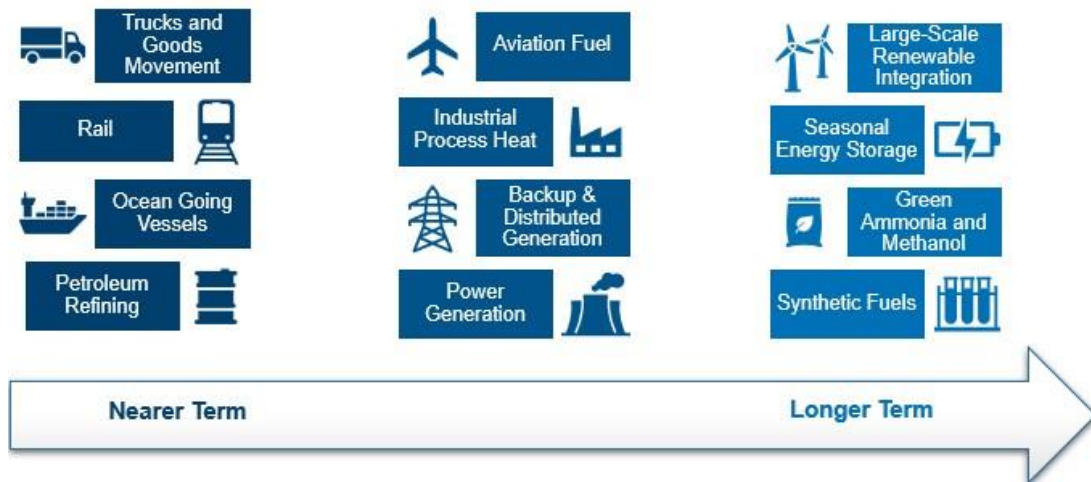 Trucks and
Goods
Movement
Rail
Ocean Going
Vessels
Petroleum
Refining
Aviation Fuel
Industrial
Process Heat
Backup &
Distributed
Generation
Power
Generation
Large-Scale
Renewable
Integration
Seasonal
Energy Storage
Green
Ammonia and
Methanol
Synthetic Fuels
Nearer Term
Longer Term